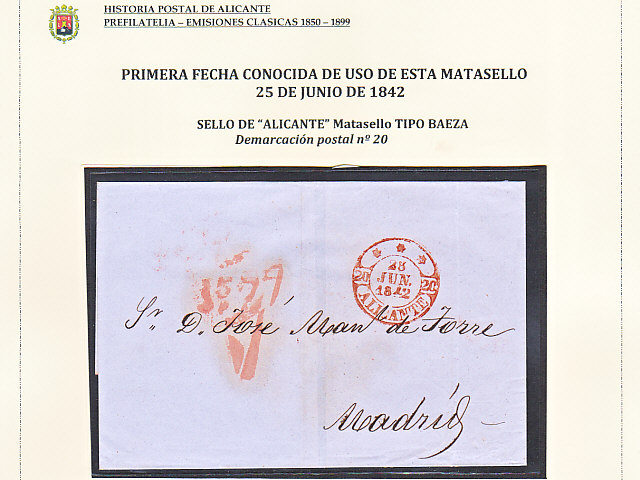 HISTORIA POSTAL DE ALICANTE
PREFILATELIA – EMISIONES CLASICAS 1850 – 1899
PRIMERA FECHA CONOCIDA DE USO DE ESTA MATASELLO
25 DE JUNIO DE 1842
SELLO DE “ALICANTE” Matasello TIPO BAEZA
Demarcación postal nº 20
25
JUN.
1842
20 20
ALICANTE
Sr. D. José Man de Torre
Madrid